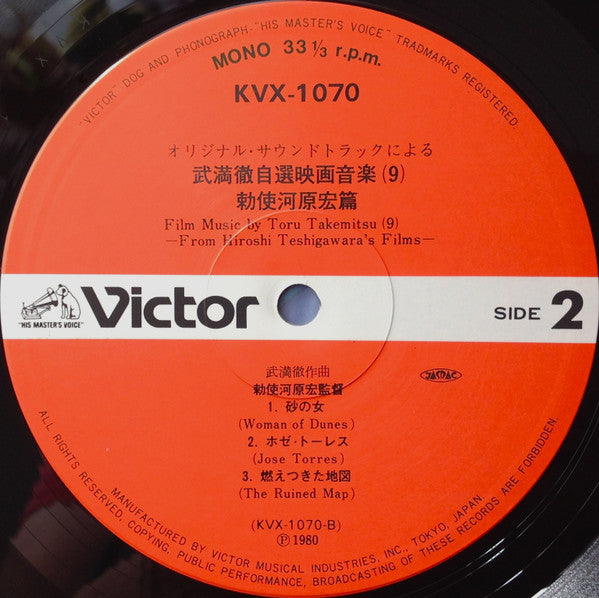 "VICTOR" DOG AND PHONOGRAPH-"HIS MASTER'S VOICE" TRADMARKS REGISTERED.
MONO 33 1/3 r.p.m.
KVX-1070
オリジナル・サウンドトラックによる
武満徹自選映画音楽(9)
勅使河原宏篇
Film Music by Toru Takemitsu (9)
—From Hiroshi Teshigawara's Films—
"HIS MASTER'S VOICE"
Victor
SIDE 2
武満徹作曲
JASRAC
勅使河原宏監督
1. 砂の女
(Woman of Dunes)
2. ホゼ・トーレス
(Jose Torres)
3. 燃えつきた地図
(The Ruined Map)
(KVX-1070-B)
Ⓟ1980
MANUFACTURED BY VICTOR MUSICAL INDUSTRIES, INC., TOKYO, JAPAN.
ALL RIGHTS RESERVED, COPYING, PUBLIC PERFORMANCE, BROADCASTING OF THESE RECORDS ARE FORBIDDEN.